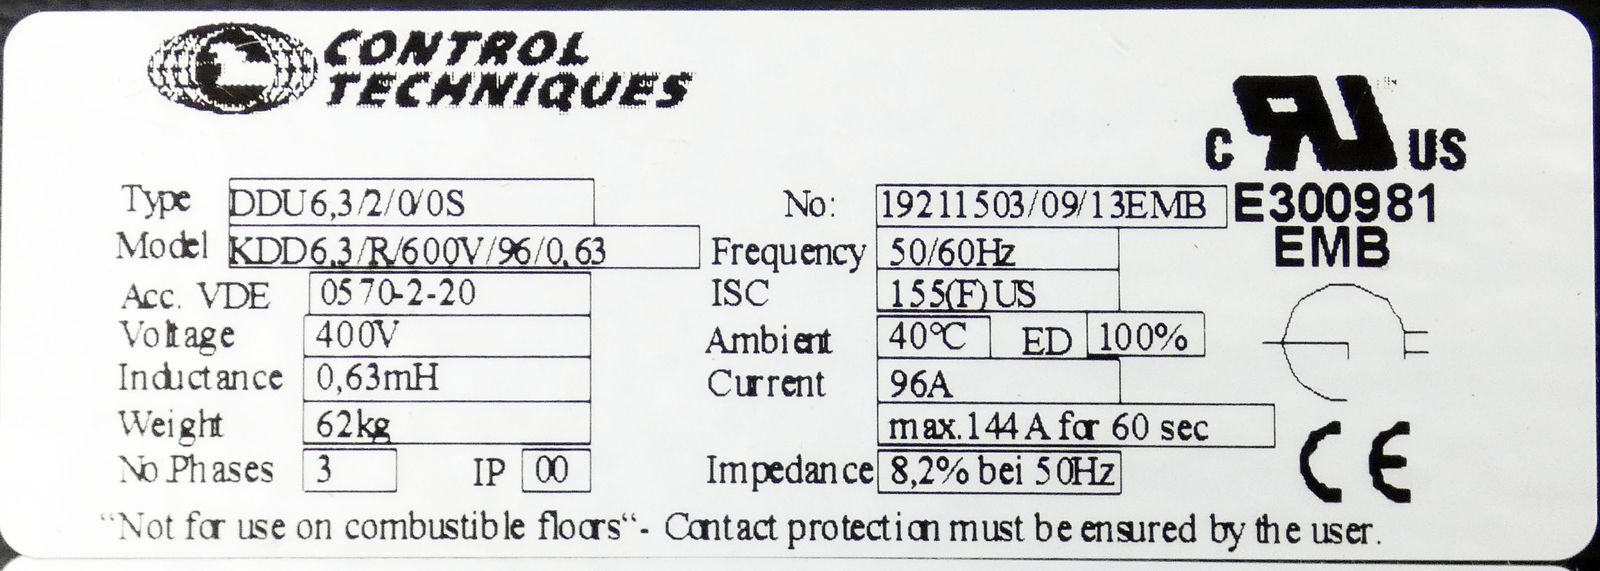 CONTROL
TECHNIQUES
C RU US
Type DDU6,3/2/0/0S No: 19211503/09/13EMB E300981
Model KDD6,3/R/600V/96/0,63 Frequency 50/60Hz EMB
Acc. VDE 0570-2-20 ISC 155(F)US
Voltage 400V Ambient 40°C ED 100%
Inductance 0,63mH Current 96A
Weight 62kg max.144A for 60 sec
No.Phases 3 IP 00 Impedance 8,2% bei 50Hz CE
“Not for use on combustible floors“- Contact protection must be ensured by the user.